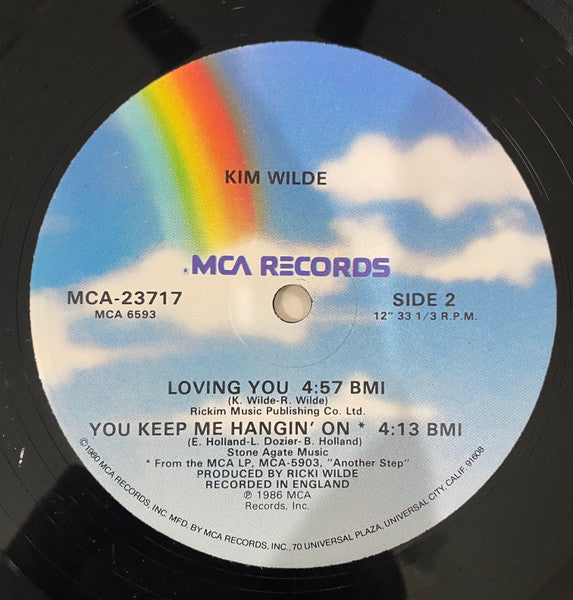 KIM WILDE
MCA RECORDS
MCA-23717
MCA 6593
SIDE 2
12" 33 1/3 R.P.M.
LOVING YOU 4:57 BMI
(K. Wilde-R. Wilde)
Rickim Music Publishing Co. Ltd.
YOU KEEP ME HANGIN' ON * 4:13 BMI
(E. Holland-L. Dozier-B. Holland)
Stone Agate Music
* From the MCA LP, MCA-5903, "Another Step"
PRODUCED BY RICKI WILDE
RECORDED IN ENGLAND
℗ 1986 MCA
Records, Inc.
©1980 MCA RECORDS, INC. MFD. BY MCA RECORDS, INC., 70 UNIVERSAL PLAZA, UNIVERSAL CITY, CALIF. 91608